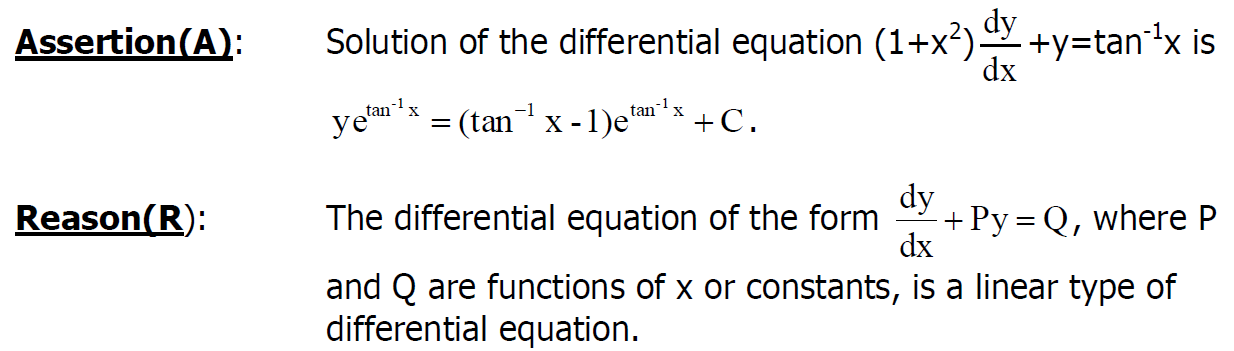 Assertion(A): Solution of the differential equation (1+x²) dy/dx +y=tan⁻¹x is
ye^(tan⁻¹ x) = (tan⁻¹ x -1)e^(tan⁻¹ x) + C.
Reason(R): The differential equation of the form dy/dx + Py = Q, where P
and Q are functions of x or constants, is a linear type of
differential equation.